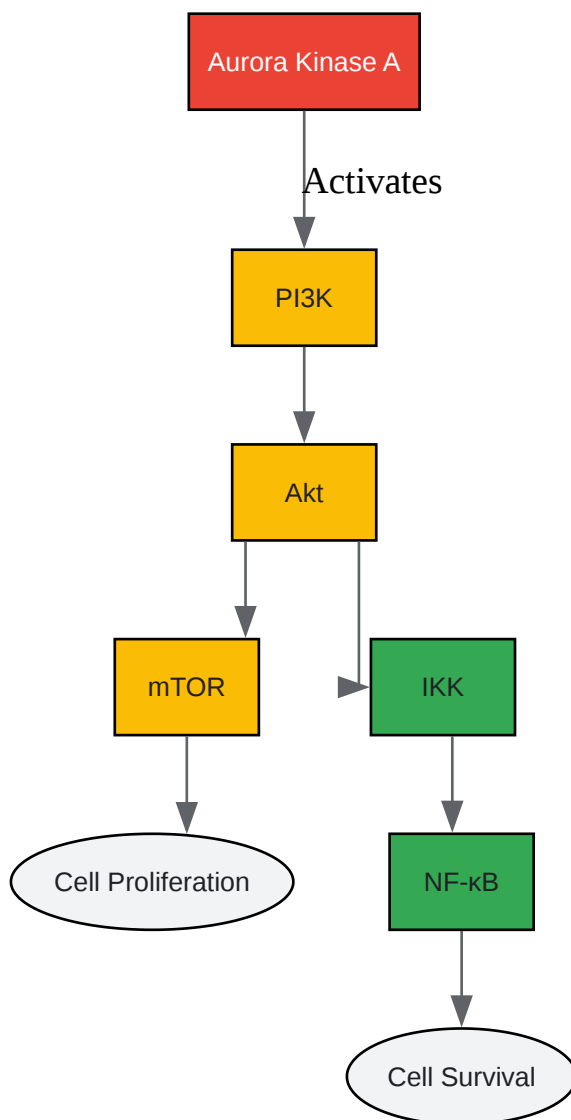 Aurora Kinase A
Activates
PI3K
Akt
mTOR
IKK
Cell Proliferation
NF-κB
Cell Survival